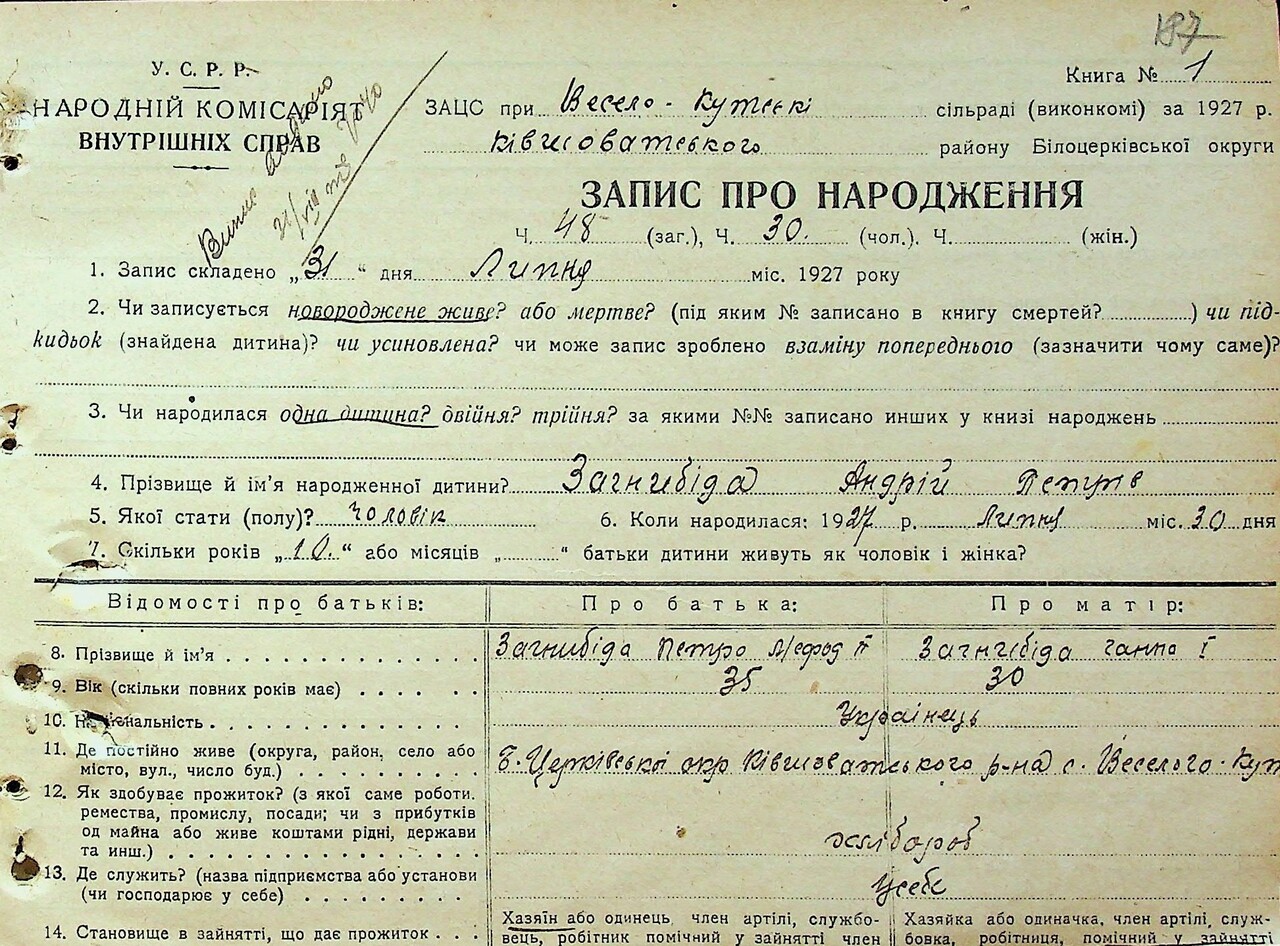 187
У. С. Р. Р.
НАРОДНІЙ КОМІСАРІЯТ
ВНУТРІШНІХ СПРАВ
Книга № 1
ЗАЦС при Весело-Кутські сільраді (виконкомі) за 1927 р.
Ківшоватського району Білоцерківської округи
ЗАПИС ПРО НАРОДЖЕННЯ
Ч. 48 (заг.), Ч. 30. (чол.). Ч. (жін.)
1. Запис складено „31“ дня Липня міс. 1927 року
2. Чи записується новороджене живе? або мертве? (під яким № записано в книгу смертей? ) чи під-
кидьок (знайдена дитина)? чи усиновлена? чи може запис зроблено взаміну попереднього (зазначити чому саме)?
3. Чи народилася одна дитина? двійня? трійня? за якими №№ записано инших у книзі народжень
4. Прізвище й ім’я народженної дитини? Загнибіда Андрій Петрів
5. Якої стати (полу)? чоловік 6. Коли народилася: 1927 р. Липня міс. 30 дня
7. Скільки років „10.“ або місяців „ “ батьки дитини живуть як чоловік і жінка?
Відомості про батьків: Про батька: Про матір:
8. Прізвище й ім’я Загнибіда Петро Мефод Загнибіда Ганна
9. Вік (скільки повних років має) 35 30
10. Національність Українець
11. Де постійно живе (округа, район, село або Б. Церківської окр Ківшоватського р-на с. Веселого-Кут
місто, вул., число буд.)
12. Як здобуває прожиток? (з якої саме роботи.
ремества, промислу, посади; чи з прибутків
од майна або живе коштами рідні, держави
та инш.) хлібороб
13. Де служить? (назва підприємства або установи
(чи господарює у себе) у себе
14. Становище в зайнятті, що дає прожиток
Хазяїн або одинець, член артілі, службо-
вець, робітник помічний у зайнятті член
Хазяйка або одиначка, член артілі, служ-
бовка, робітниця, помічний у зайнятті